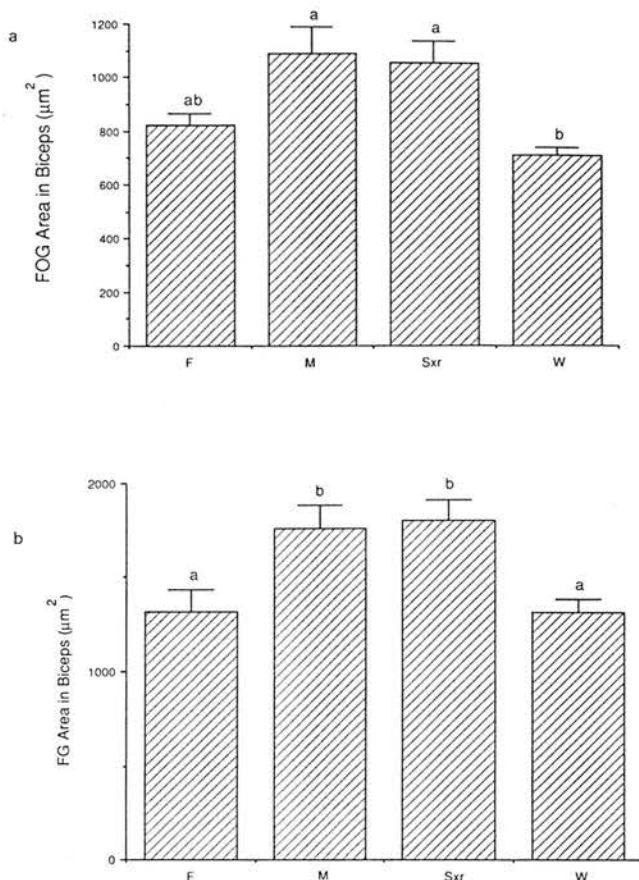 a
FOG Area in Biceps (µm²)
1200
1000
800
600
400
200
0
ab
a
a
b
F M Sxr W
b
FG Area in Biceps (µm²)
2000
1000
0
a
b
b
a
F M Sxr W